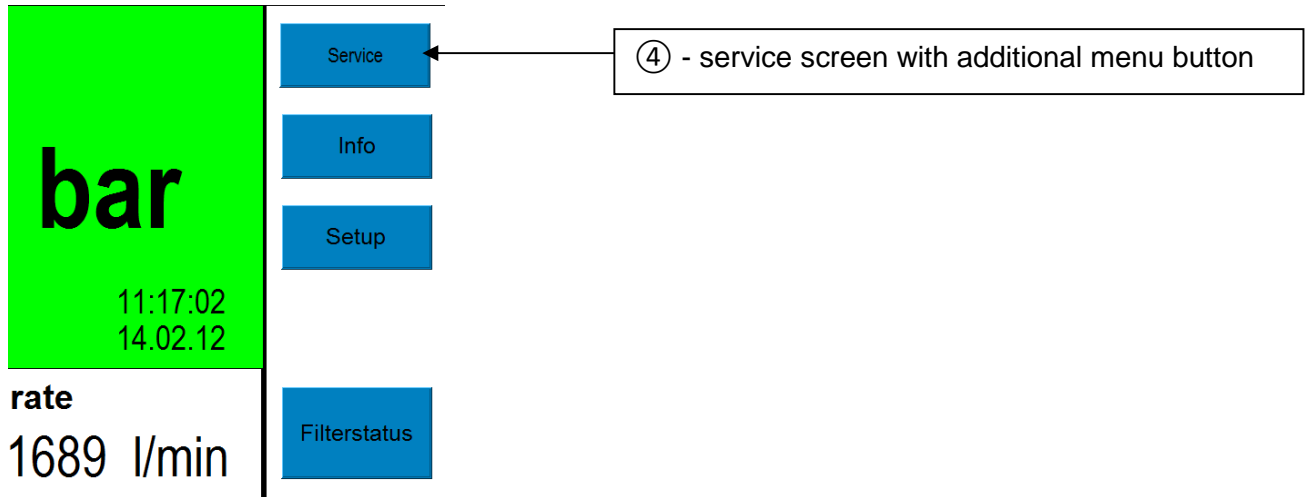 Service
④ - service screen with additional menu button
Info
bar
Setup
11:17:02
14.02.12
rate
1689 l/min
Filterstatus